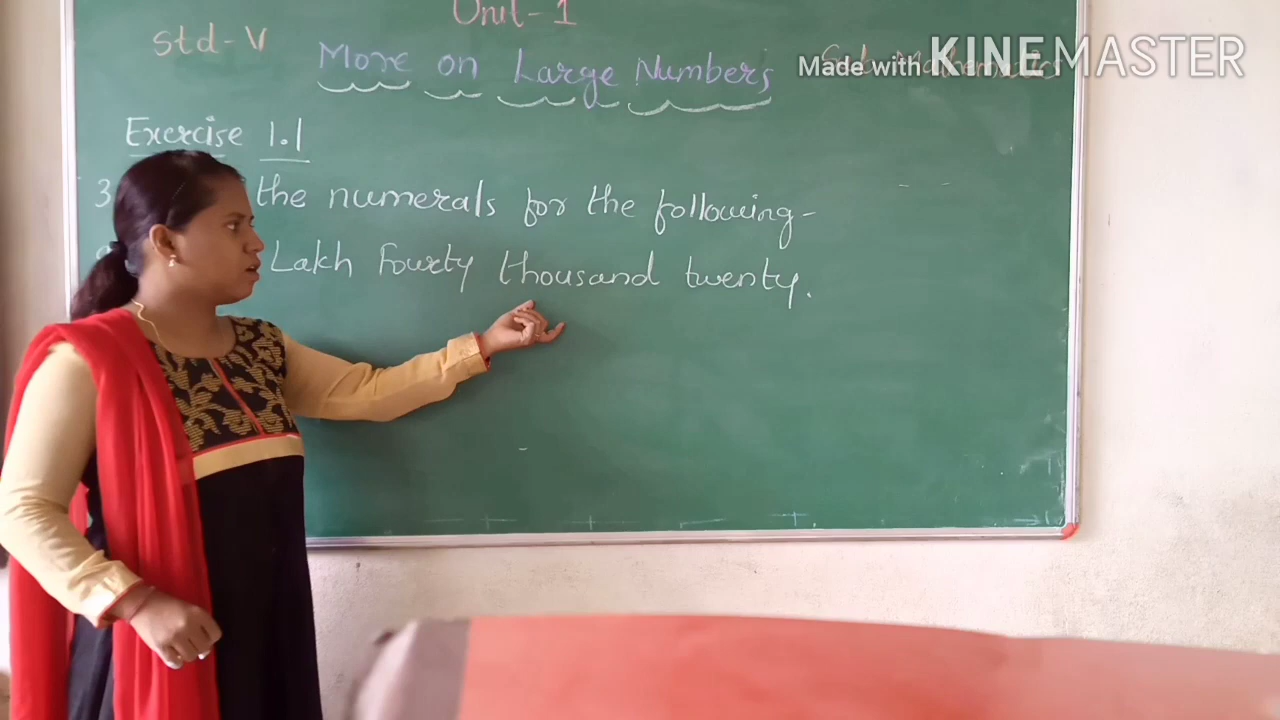 Unit-1
Std-V
More on Large Numbers
Made with KINEMASTER
Exercise 1.1
3 the numerals for the following-
Lakh Fourty thousand twenty.